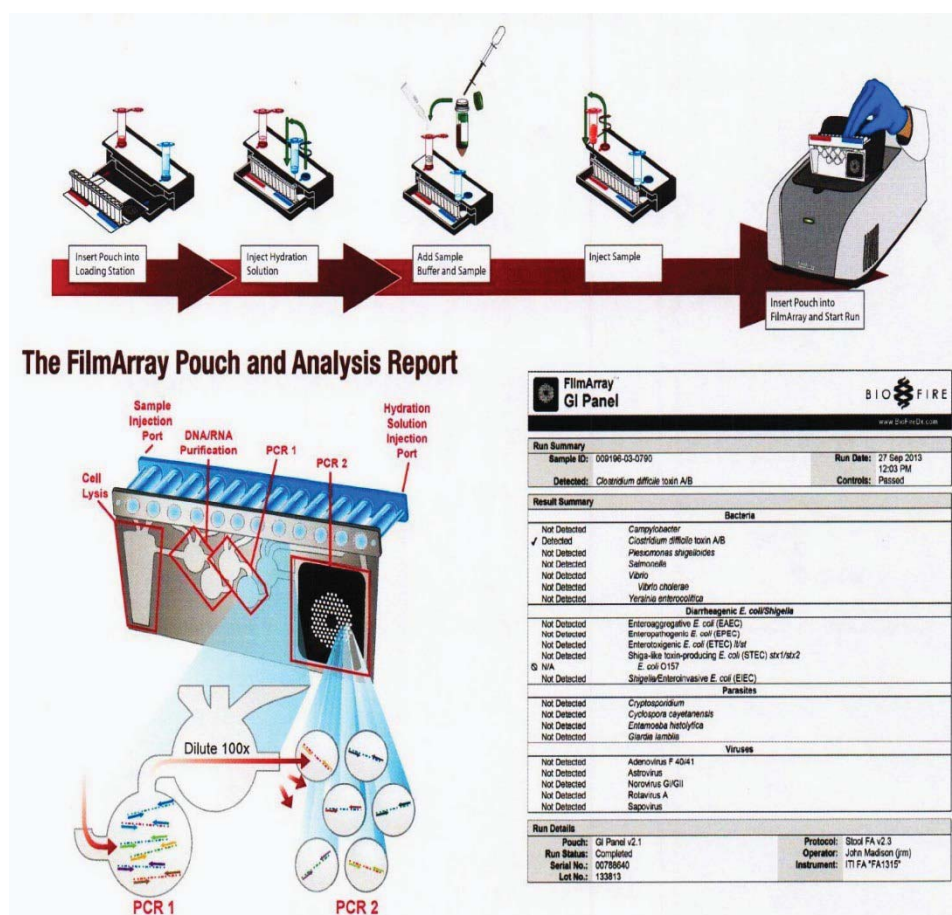 Insert Pouch into
Loading Station
Inject Hydration
Solution
Add Sample
Buffer and Sample
Inject Sample
Insert Pouch into
FilmArray and Start Run
The FilmArray Pouch and Analysis Report
Sample
Injection
Port
DNA/RNA
Purification
PCR 1
PCR 2
Hydration
Solution
Injection
Port
Cell
Lysis
Dilute 100x
PCR 1
PCR 2
FilmArray™
GI Panel
BIO FIRE
www.BioFireDx.com
Run Summary
Sample ID: 009196-03-0790 Run Date: 27 Sep 2013
12:03 PM
Detected: Clostridium difficile toxin A/B Controls: Passed
Result Summary
Bacteria
Not Detected Campylobacter
✓ Detected Clostridium difficile toxin A/B
Not Detected Plesiomonas shigelloides
Not Detected Salmonella
Not Detected Vibrio
Not Detected Vibrio cholerae
Not Detected Yersinia enterocolitica
Diarrheagenic E. coli/Shigella
Not Detected Enteroaggregative E. coli (EAEC)
Not Detected Enteropathogenic E. coli (EPEC)
Not Detected Enterotoxigenic E. coli (ETEC) lt/st
Not Detected Shiga-like toxin-producing E. coli (STEC) stx1/stx2
N/A E. coli O157
Not Detected Shigella/Enteroinvasive E. coli (EIEC)
Parasites
Not Detected Cryptosporidium
Not Detected Cyclospora cayetanensis
Not Detected Entamoeba histolytica
Not Detected Giardia lamblia
Viruses
Not Detected Adenovirus F 40/41
Not Detected Astrovirus
Not Detected Norovirus GI/GII
Not Detected Rotavirus A
Not Detected Sapovirus
Run Details
Pouch: GI Panel v2.1 Protocol: Stool FA v2.3
Run Status: Completed Operator: John Madison (jrm)
Serial No.: 00788640 Instrument: ITI FA "FA1315"
Lot No.: 133813